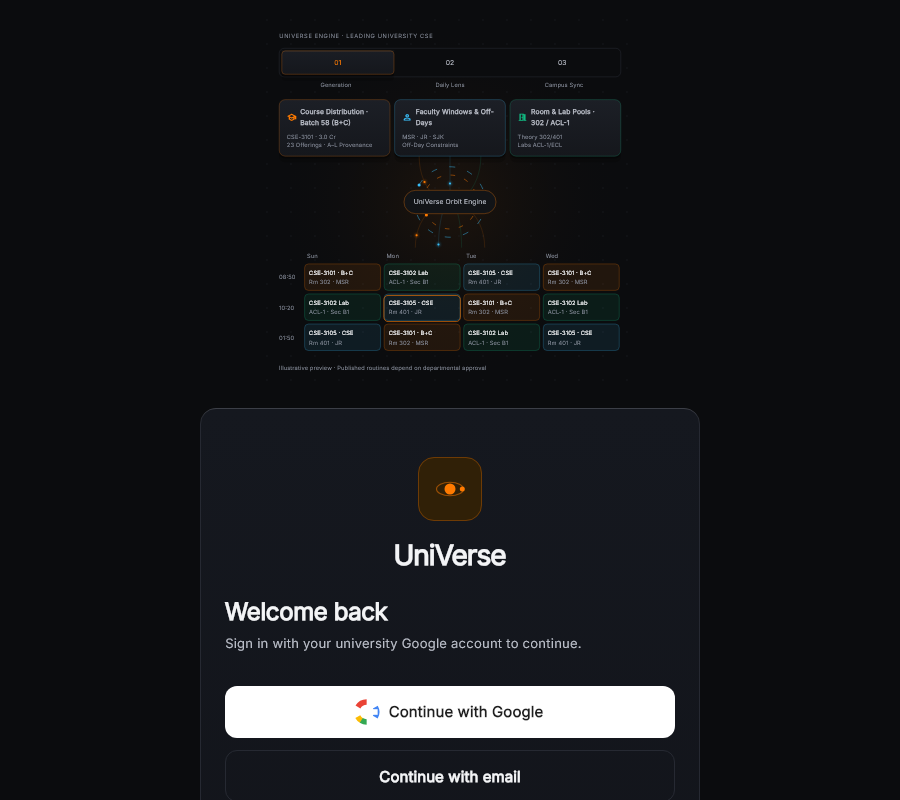 UNIVERSE ENGINE · LEADING UNIVERSITY CSE
01 02 03
Generation Daily Lens Campus Sync
Course Distribution ·
Batch 58 (B+C)
CSE-3101 · 3.0 Cr
23 Offerings · A–L Provenance
Faculty Windows & Off-
Days
MSR · JR · SJK
Off-Day Constraints
Room & Lab Pools ·
302 / ACL-1
Theory 302/401
Labs ACL-1/ECL
UniVerse Orbit Engine
Sun Mon Tue Wed
08:50
CSE-3101 · B+C
Rm 302 · MSR
CSE-3102 Lab
ACL-1 · Sec B1
CSE-3105 · CSE
Rm 401 · JR
CSE-3101 · B+C
Rm 302 · MSR
10:20
CSE-3102 Lab
ACL-1 · Sec B1
CSE-3105 · CSE
Rm 401 · JR
CSE-3101 · B+C
Rm 302 · MSR
CSE-3102 Lab
ACL-1 · Sec B1
01:50
CSE-3105 · CSE
Rm 401 · JR
CSE-3101 · B+C
Rm 302 · MSR
CSE-3102 Lab
ACL-1 · Sec B1
CSE-3105 · CSE
Rm 401 · JR
Illustrative preview · Published routines depend on departmental approval
UniVerse
Welcome back
Sign in with your university Google account to continue.
Continue with Google
Continue with email